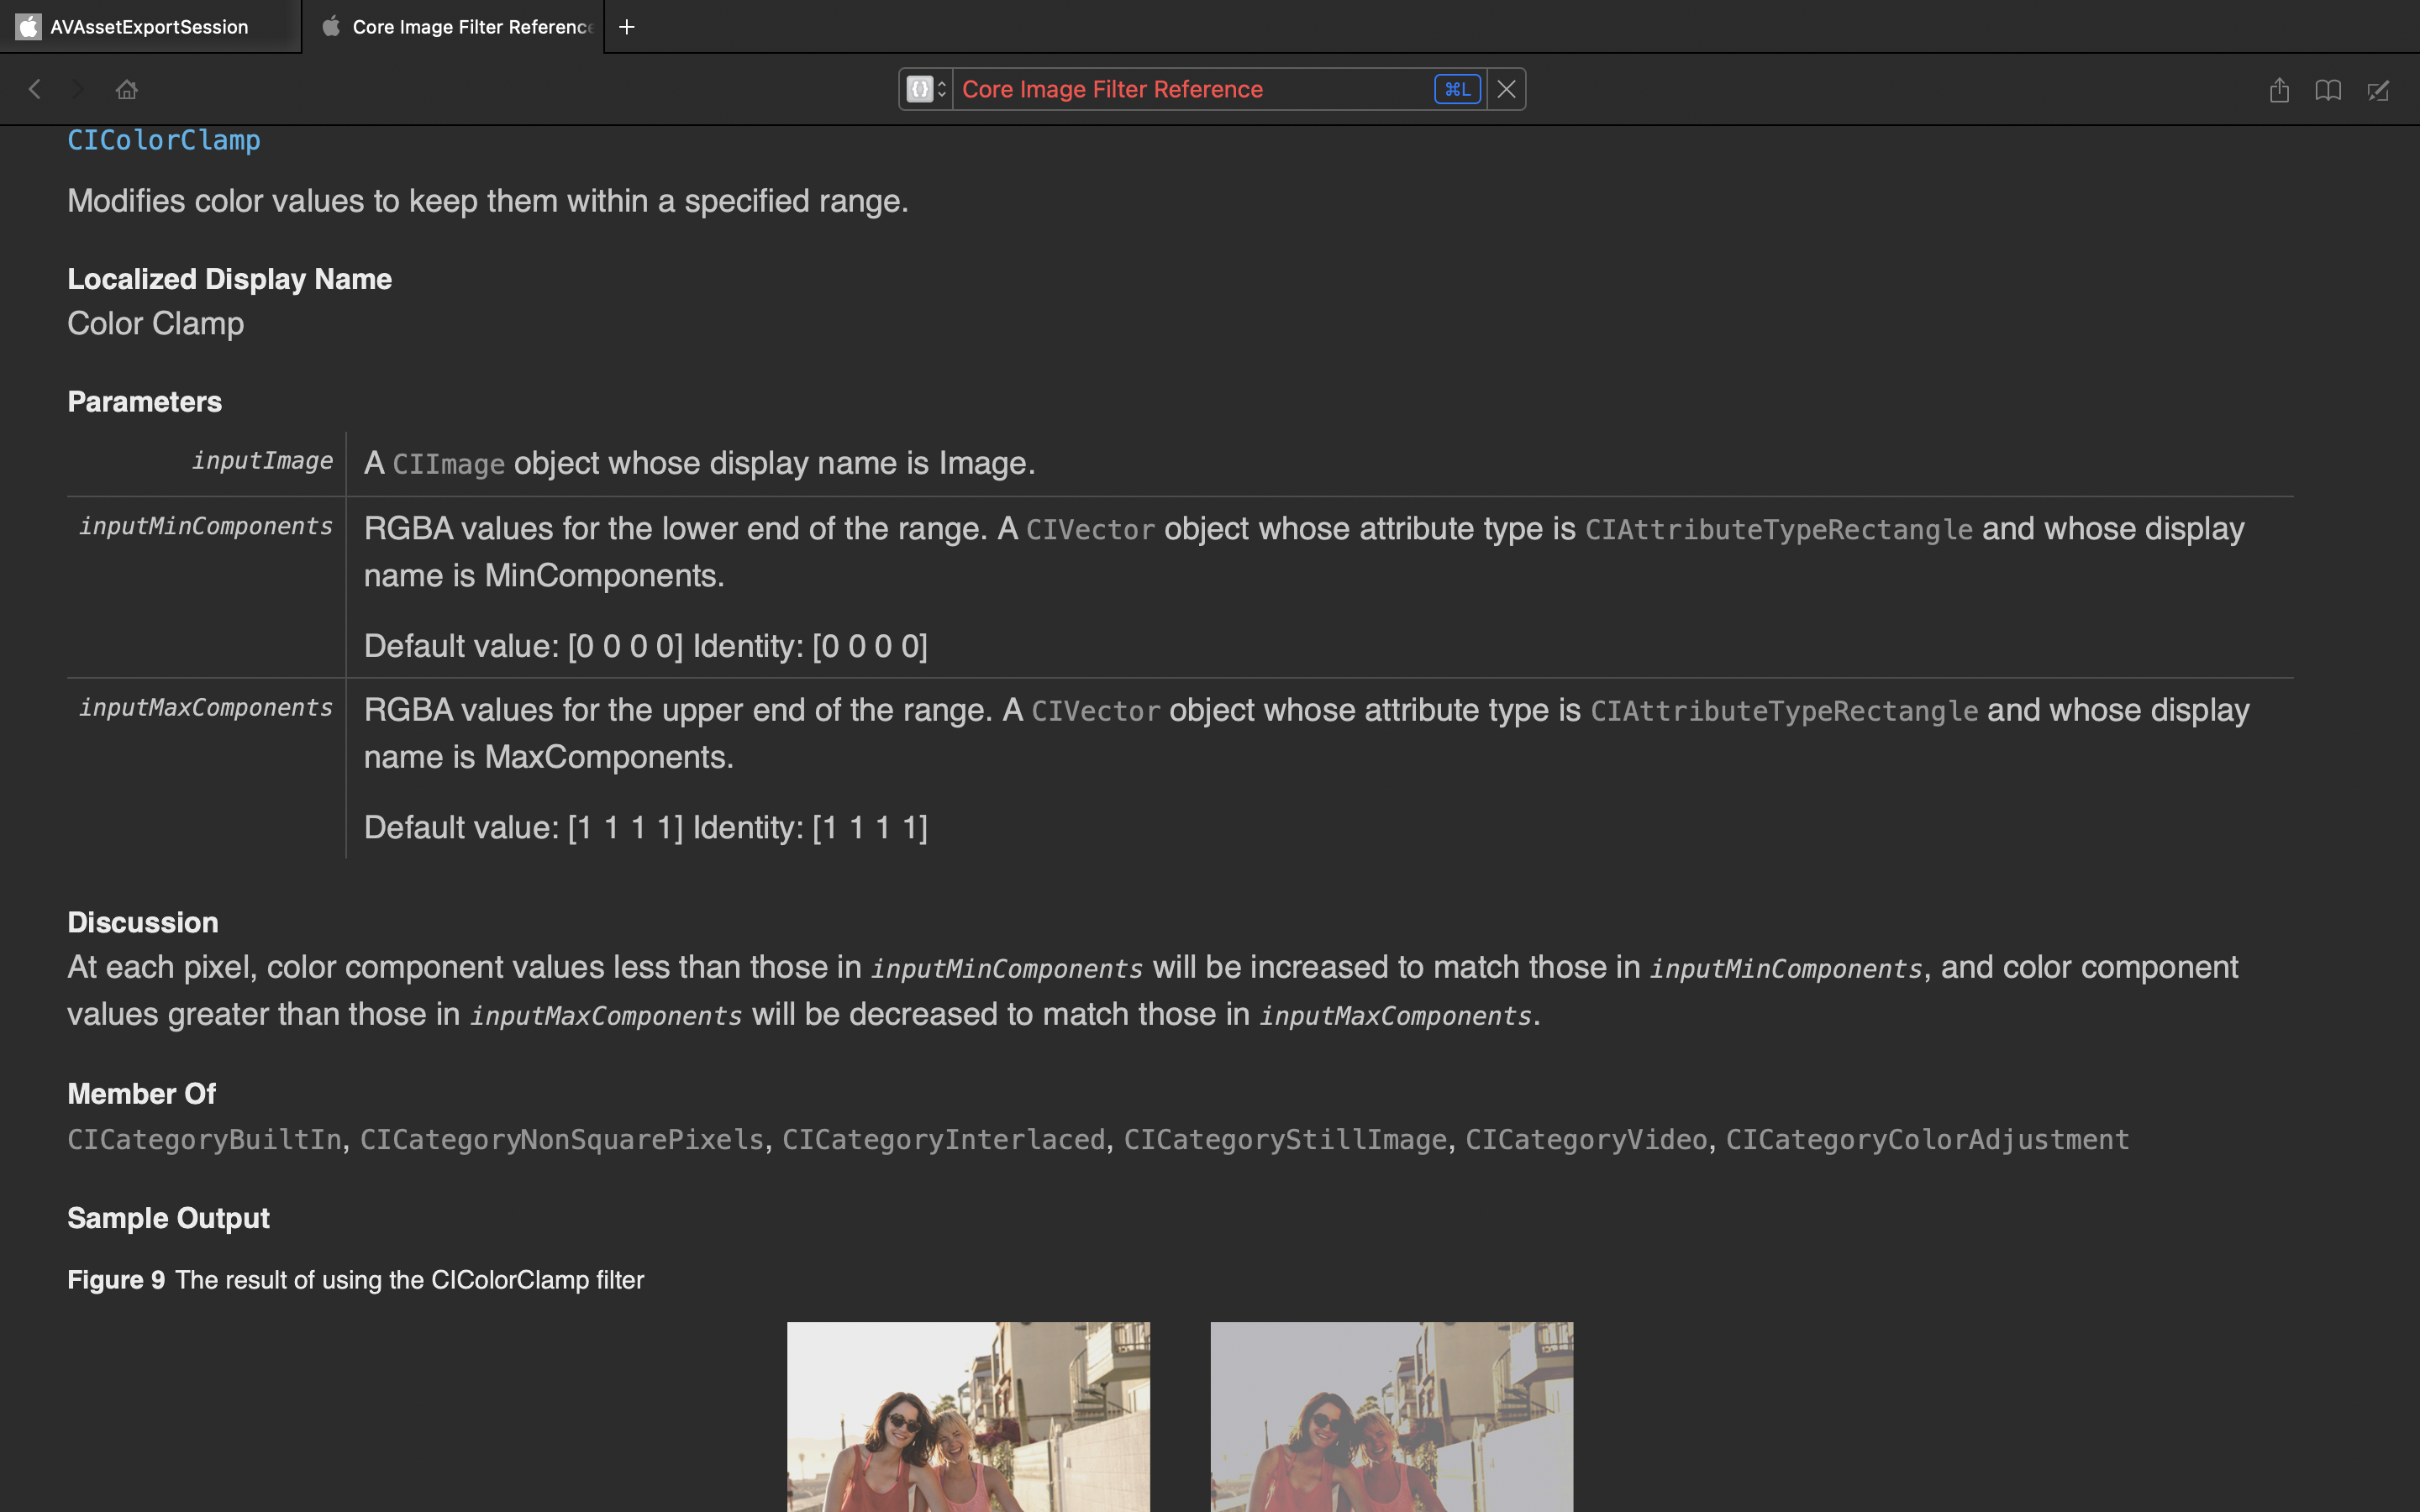 AVAssetExportSession
Core Image Filter Reference
Core Image Filter Reference
⌘L
CIColorClamp
Modifies color values to keep them within a specified range.
Localized Display Name
Color Clamp
Parameters
inputImage
A CIImage object whose display name is Image.
inputMinComponents
RGBA values for the lower end of the range. A CIVector object whose attribute type is CIAttributeTypeRectangle and whose display
name is MinComponents.
Default value: [0 0 0 0] Identity: [0 0 0 0]
inputMaxComponents
RGBA values for the upper end of the range. A CIVector object whose attribute type is CIAttributeTypeRectangle and whose display
name is MaxComponents.
Default value: [1 1 1 1] Identity: [1 1 1 1]
Discussion
At each pixel, color component values less than those in inputMinComponents will be increased to match those in inputMinComponents, and color component
values greater than those in inputMaxComponents will be decreased to match those in inputMaxComponents.
Member Of
CICategoryBuiltIn, CICategoryNonSquarePixels, CICategoryInterlaced, CICategoryStillImage, CICategoryVideo, CICategoryColorAdjustment
Sample Output
Figure 9 The result of using the CIColorClamp filter